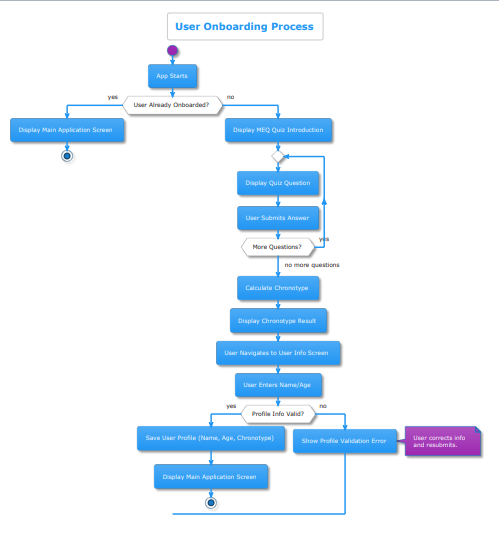 User Onboarding Process
App Starts
yes
User Already Onboarded?
no
Display Main Application Screen
Display MEQ Quiz Introduction
Display Quiz Question
User Submits Answer
More Questions?
yes
no more questions
Calculate Chronotype
Display Chronotype Result
User Navigates to User Info Screen
User Enters Name/Age
yes
Profile Info Valid?
no
Save User Profile (Name, Age, Chronotype)
Show Profile Validation Error
User corrects info
and resubmits.
Display Main Application Screen